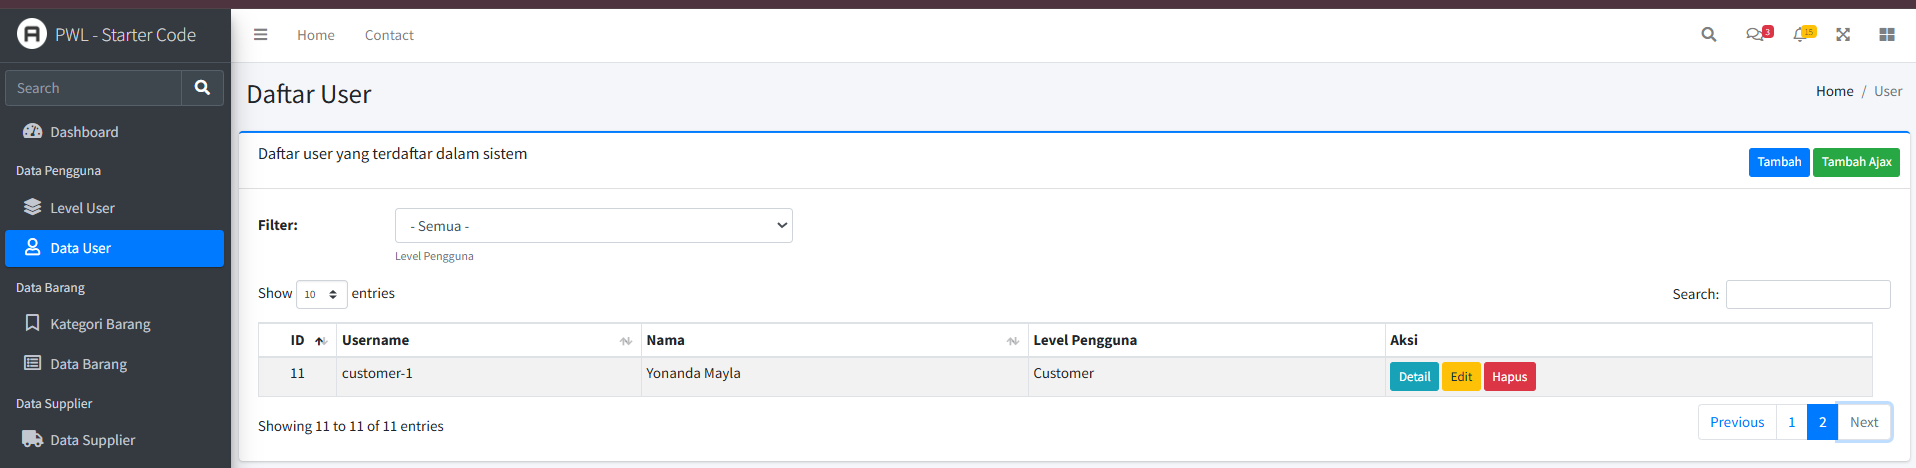 PWL - Starter Code
Home Contact 3 15
Search
Daftar User
Home / User
Dashboard
Data Pengguna
Level User
Data User
Data Barang
Kategori Barang
Data Barang
Data Supplier
Data Supplier
Daftar user yang terdaftar dalam sistem
Tambah Tambah Ajax
Filter: - Semua -
Level Pengguna
Show 10 entries Search:
ID Username Nama Level Pengguna Aksi
11 customer-1 Yonanda Mayla Customer Detail Edit Hapus
Showing 11 to 11 of 11 entries
Previous 1 2 Next